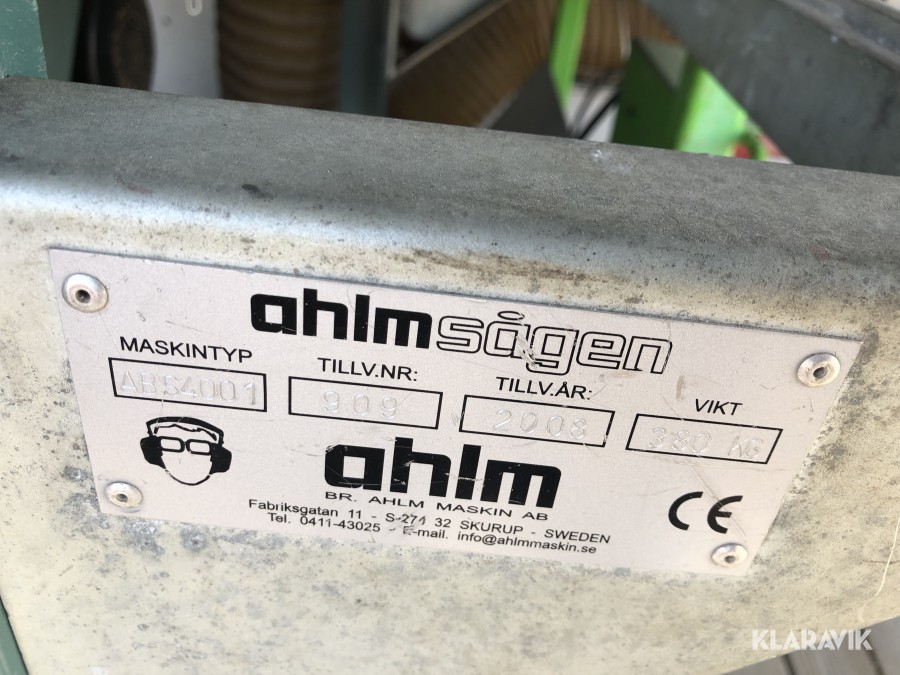 ahlmsågen
MASKINTYP TILLV.NR: TILLV.ÅR: VIKT
ABS4001 909 2008 380 KG
ahlm
BR. AHLM MASKIN AB
Fabriksgatan 11 - S-274 32 SKURUP - SWEDEN
Tel. 0411-43025 - E-mail. info@ahlmmaskin.se
CE
KLARAVIK